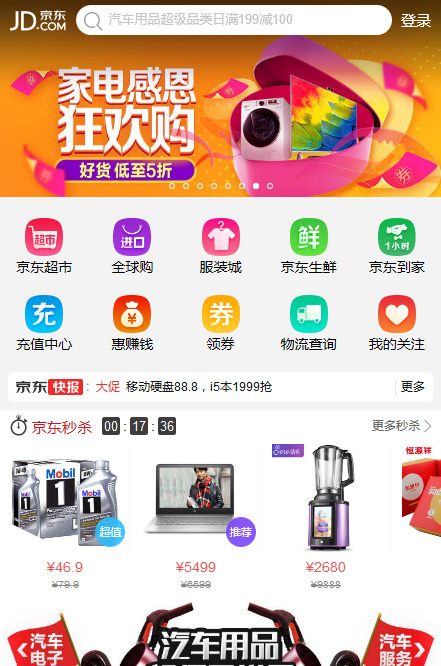 JD 京东 .COM
汽车用品超级品类日满199减100
登录
家电感恩
狂欢购
好货 低至5折
券
超市 进口 鲜 1小时
京东超市 全球购 服装城 京东生鲜 京东到家
充 券
充值中心 惠赚钱 领券 物流查询 我的关注
京东 快报 : 大促 移动硬盘88.8，i5本1999抢 更多
京东秒杀 00 : 17 : 36 更多秒杀
恒源祥
Mobil 1
超值 推荐
¥46.9 ¥5499 ¥2680
¥79.9 ¥6599 ¥9888
汽车 电子
汽车用品
汽车 服务